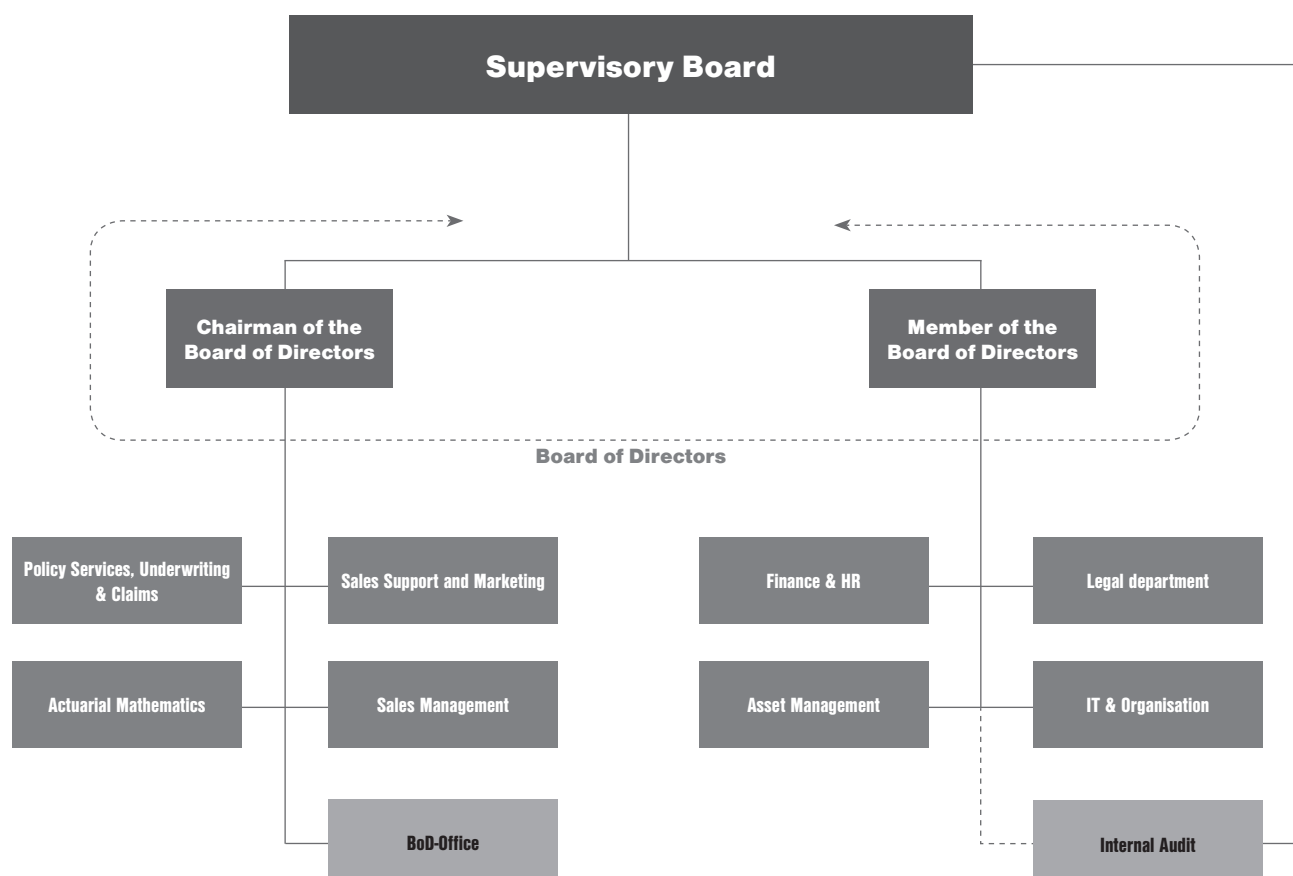 Supervisory Board
Chairman of the
Board of Directors
Member of the
Board of Directors
Board of Directors
Policy Services, Underwriting
& Claims
Sales Support and Marketing
Finance & HR
Legal department
Actuarial Mathematics
Sales Management
Asset Management
IT & Organisation
BoD-Office
Internal Audit